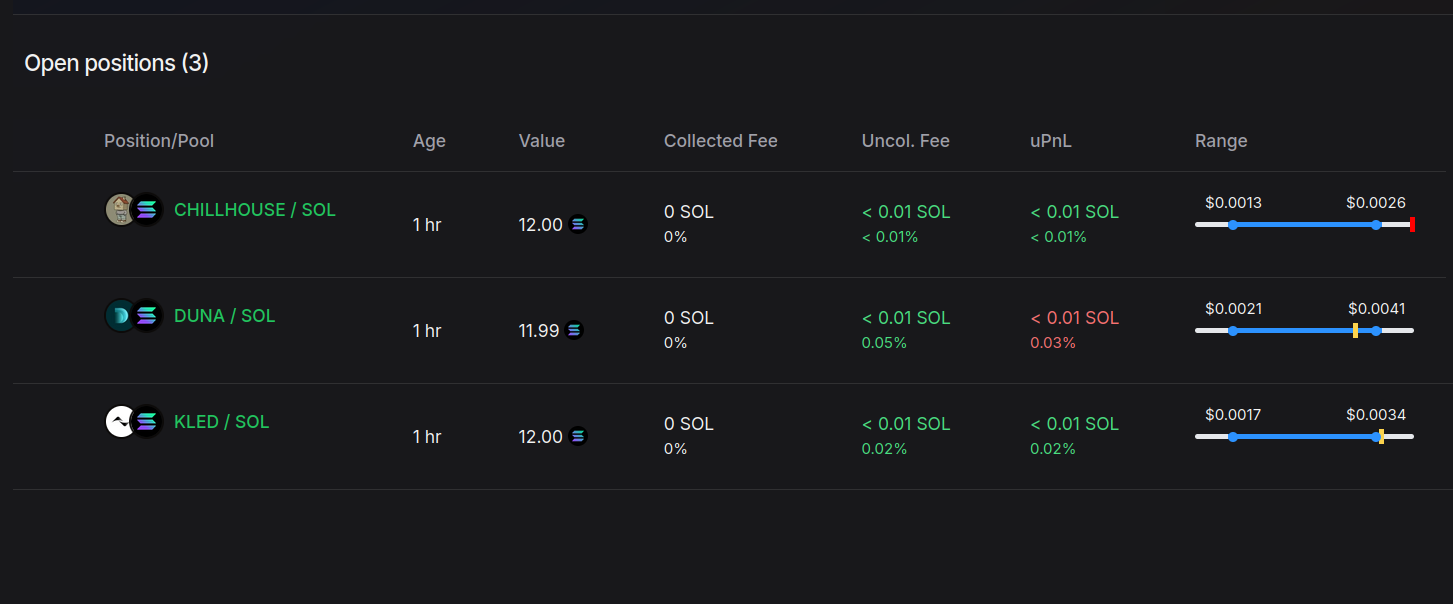 Open positions (3)
Position/Pool Age Value Collected Fee Uncol. Fee uPnL Range
CHILLHOUSE / SOL 1 hr 12.00 0 SOL < 0.01 SOL < 0.01 SOL $0.0013 $0.0026
0% < 0.01% < 0.01%
DUNA / SOL 1 hr 11.99 0 SOL < 0.01 SOL < 0.01 SOL $0.0021 $0.0041
0% 0.05% 0.03%
KLED / SOL 1 hr 12.00 0 SOL < 0.01 SOL < 0.01 SOL $0.0017 $0.0034
0% 0.02% 0.02%